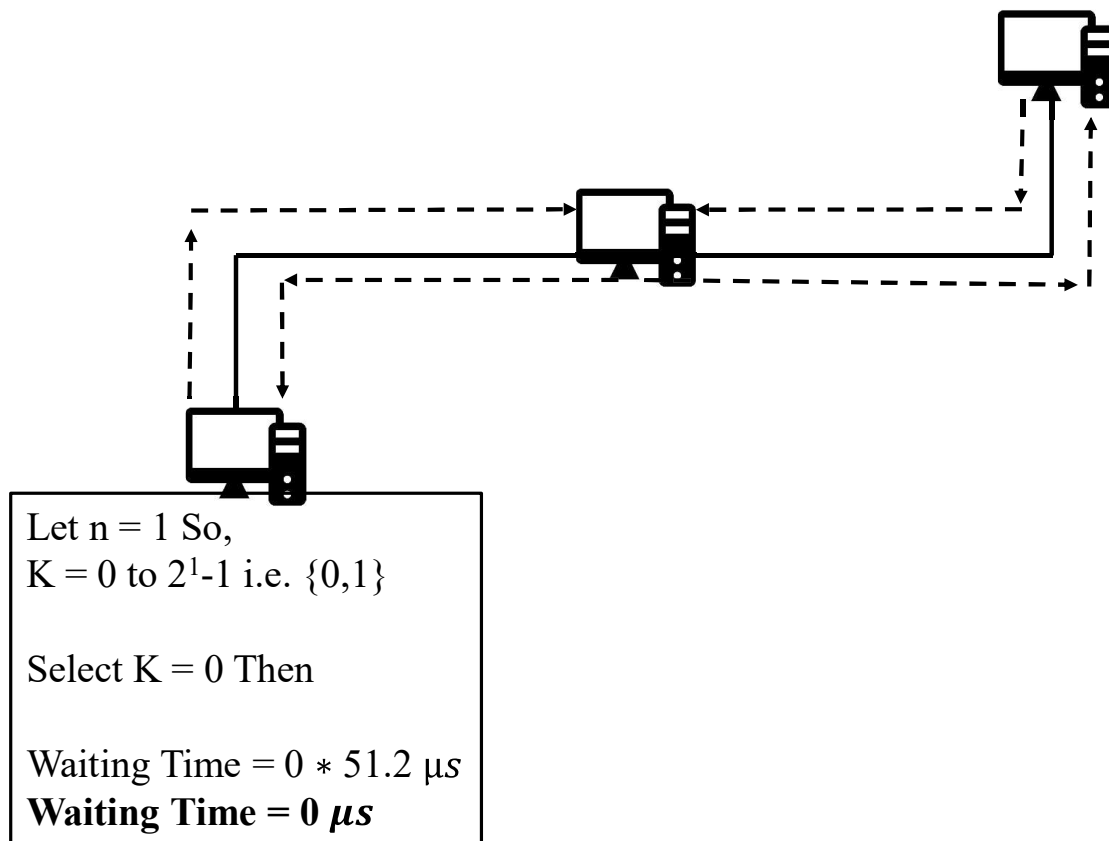 Let n = 1 So,
K = 0 to 2¹-1 i.e. {0,1}
Select K = 0 Then
Waiting Time = 0 ∗ 51.2 μs
Waiting Time = 0 μs